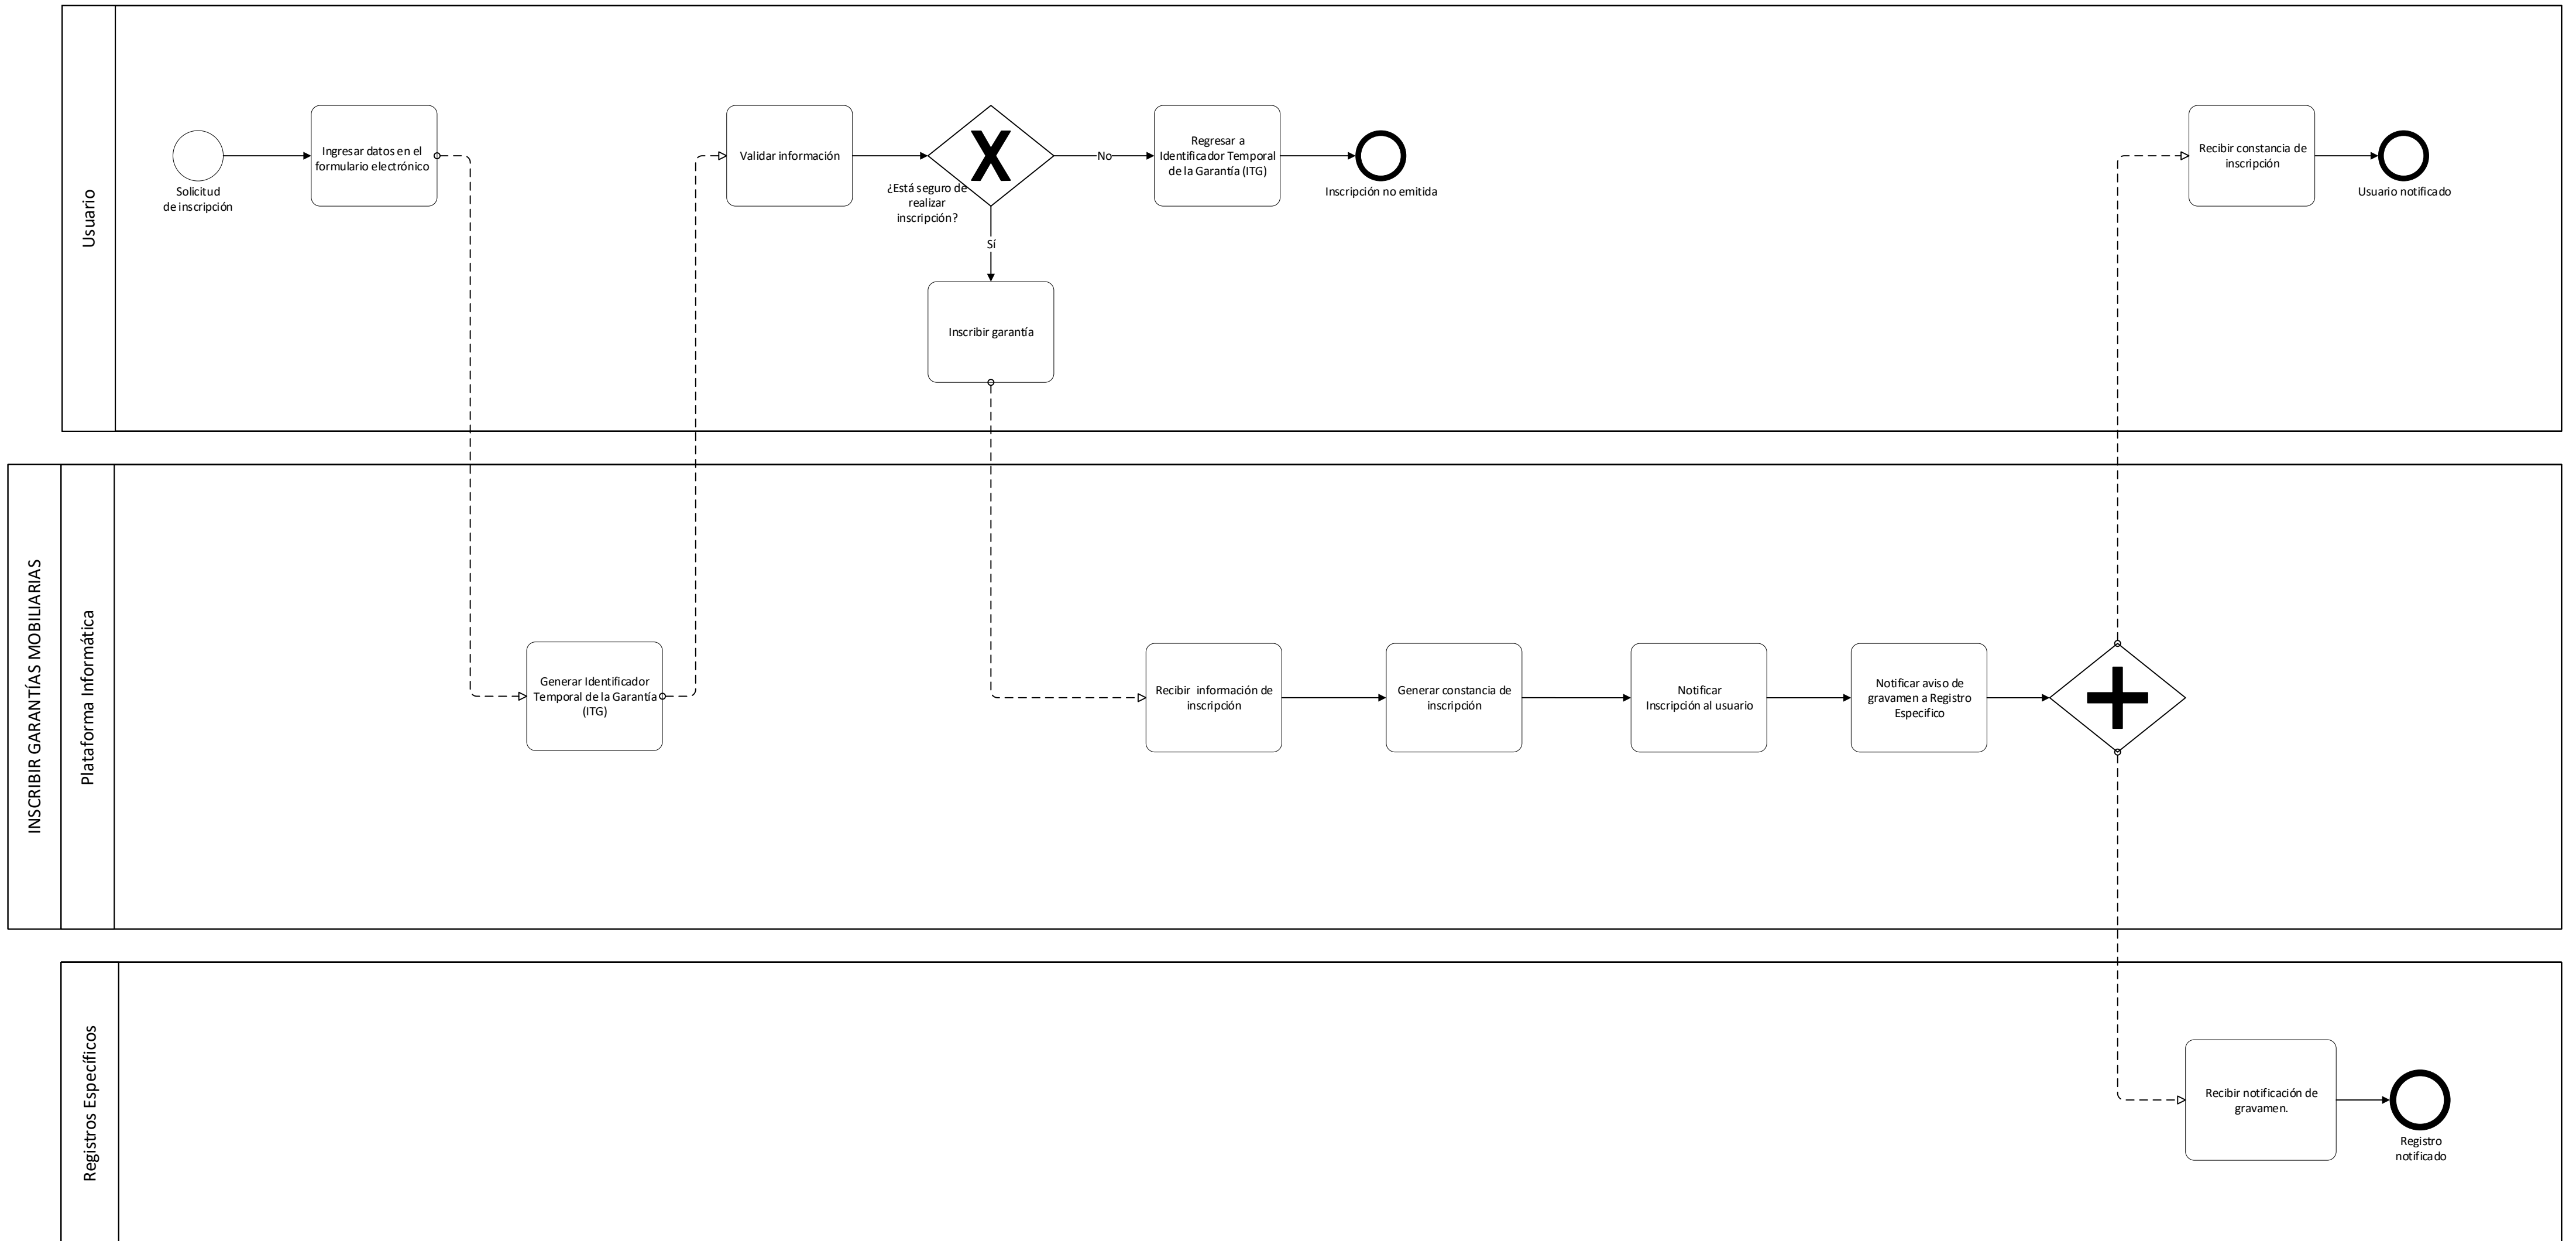 Usuario
Solicitud
de inscripción
Ingresar datos en el
formulario electrónico
Validar información
¿Está seguro de
realizar
inscripción?
No
Sí
Regresar a
Identificador Temporal
de la Garantía (ITG)
Inscripción no emitida
Inscribir garantía
Recibir constancia de
inscripción
Usuario notificado
INSCRIBIR GARANTÍAS MOBILIARIAS
Plataforma Informática
Generar Identificador
Temporal de la Garantía
(ITG)
Recibir información de
inscripción
Generar constancia de
inscripción
Notificar
Inscripción al usuario
Notificar aviso de
gravamen a Registro
Especifico
Registros Específicos
Recibir notificación de
gravamen.
Registro
notificado